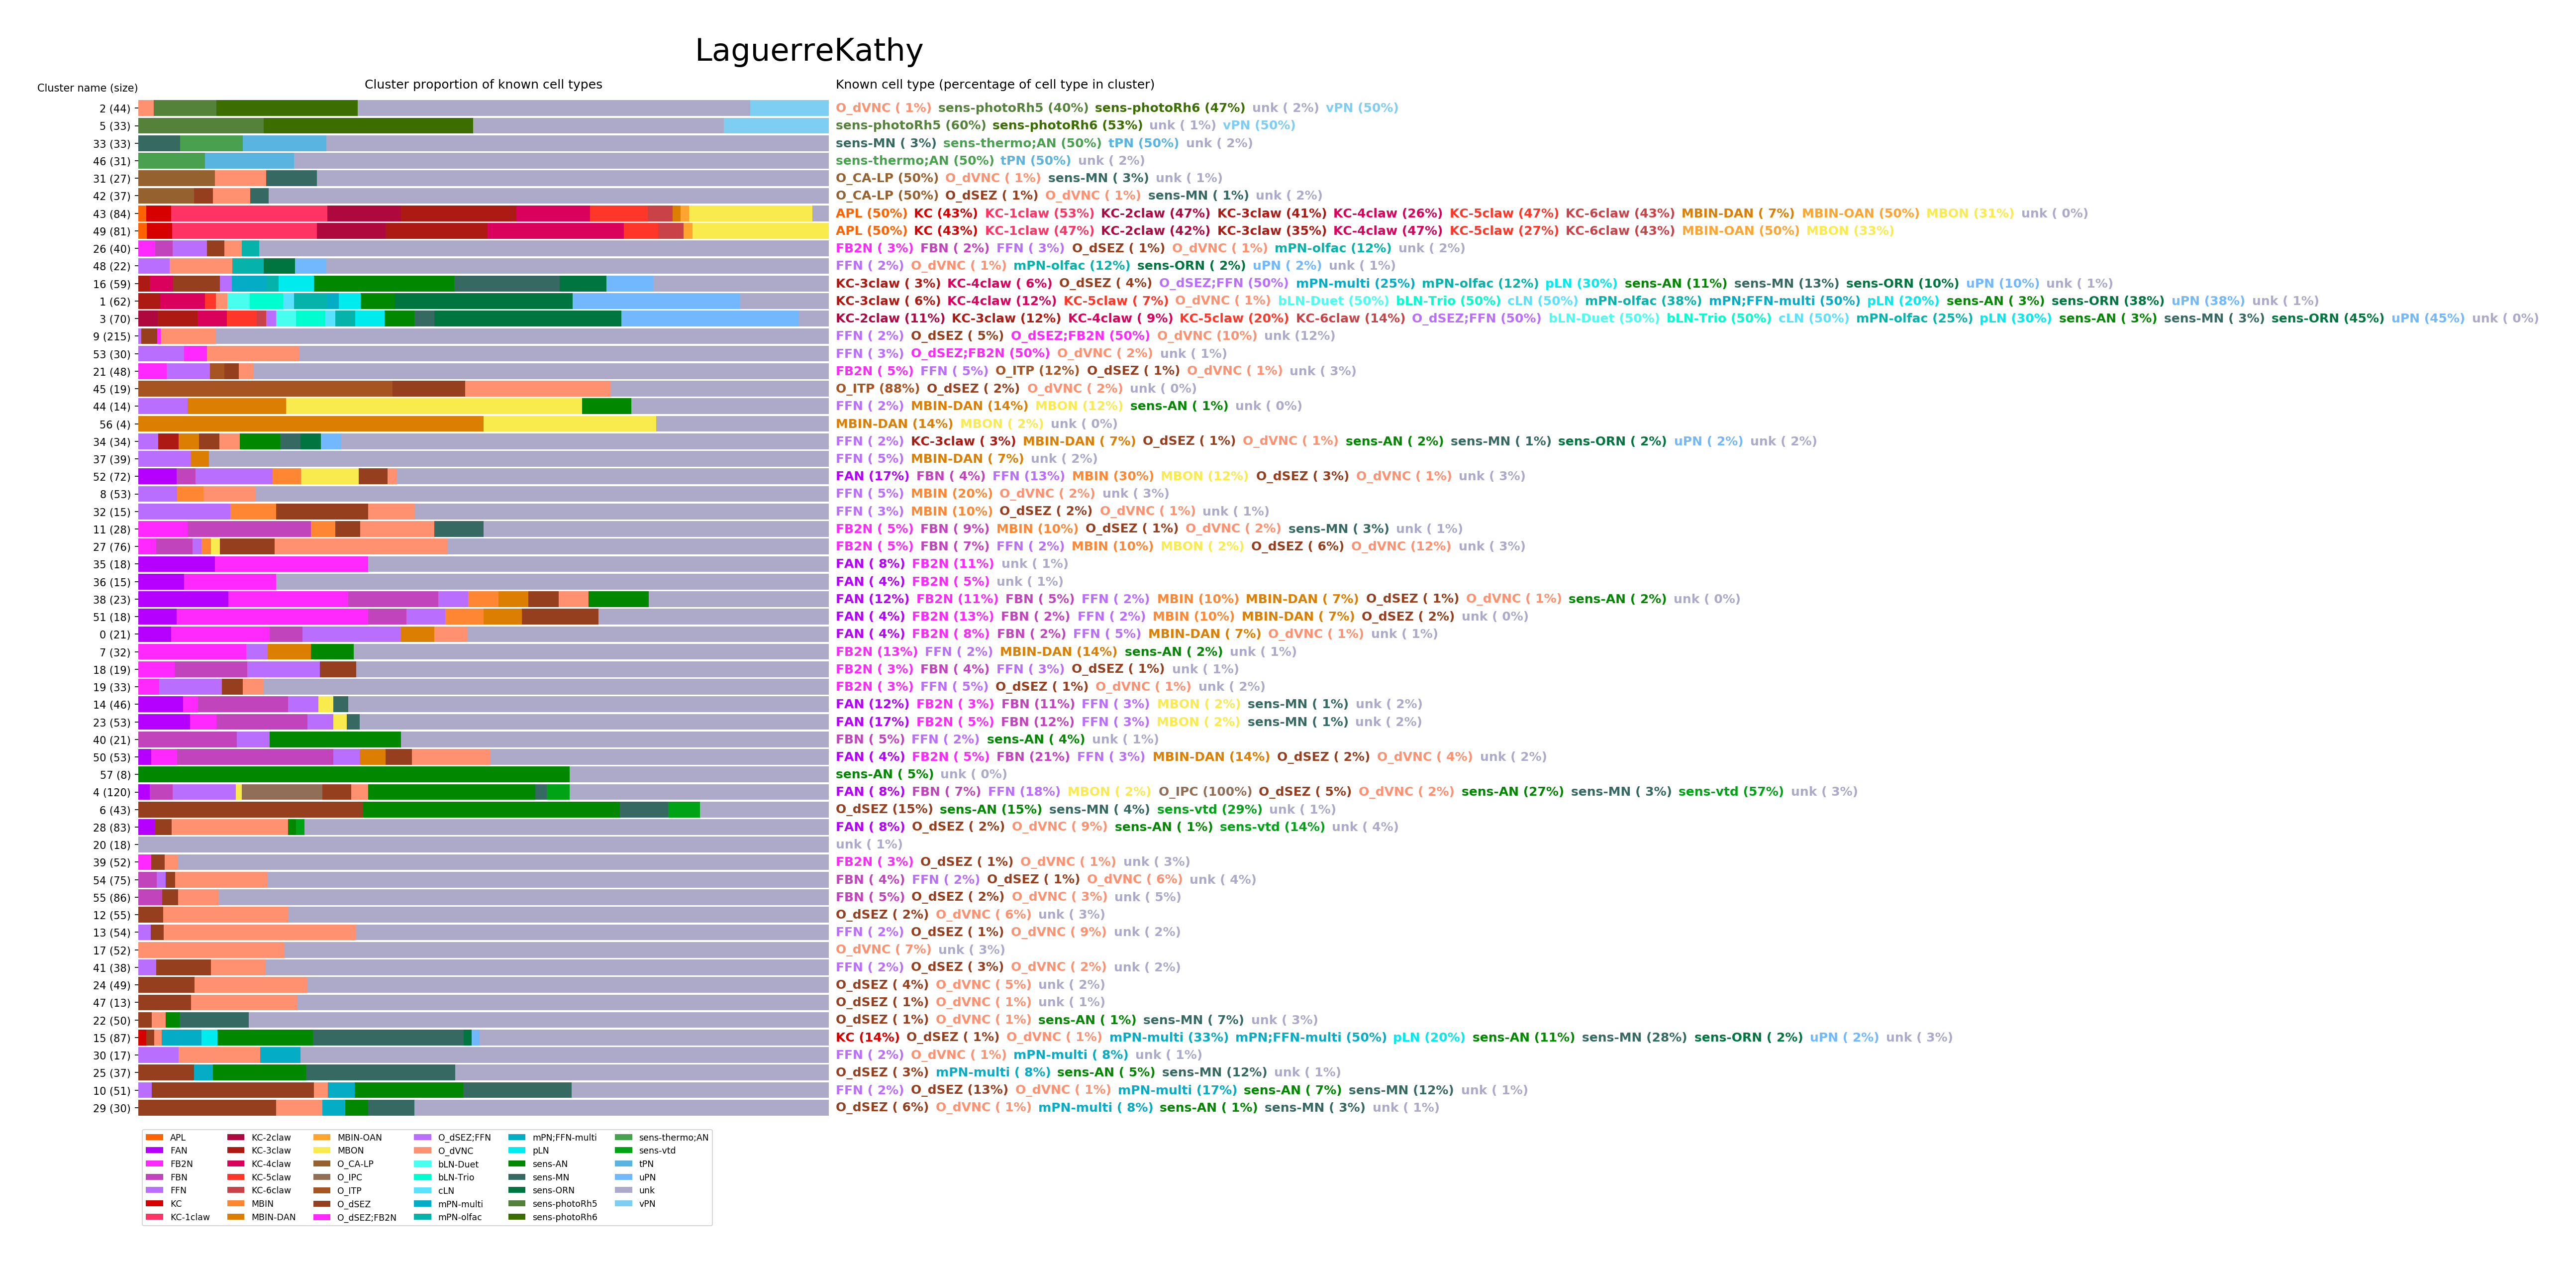 LaguerreKathy
Cluster name (size) Cluster proportion of known cell types Known cell type (percentage of cell type in cluster)
2 (44) O_dVNC ( 1%) sens-photoRh5 (40%) sens-photoRh6 (47%) unk ( 2%) vPN (50%)
5 (33) sens-photoRh5 (60%) sens-photoRh6 (53%) unk ( 1%) vPN (50%)
33 (33) sens-MN ( 3%) sens-thermo;AN (50%) tPN (50%) unk ( 2%)
46 (31) sens-thermo;AN (50%) tPN (50%) unk ( 2%)
31 (27) O_CA-LP (50%) O_dVNC ( 1%) sens-MN ( 3%) unk ( 1%)
42 (37) O_CA-LP (50%) O_dSEZ ( 1%) O_dVNC ( 1%) sens-MN ( 1%) unk ( 2%)
43 (84) APL (50%) KC (43%) KC-1claw (53%) KC-2claw (47%) KC-3claw (41%) KC-4claw (26%) KC-5claw (47%) KC-6claw (43%) MBIN-DAN ( 7%) MBIN-OAN (50%) MBON (31%) unk ( 0%)
49 (81) APL (50%) KC (43%) KC-1claw (47%) KC-2claw (42%) KC-3claw (35%) KC-4claw (47%) KC-5claw (27%) KC-6claw (43%) MBIN-OAN (50%) MBON (33%)
26 (40) FB2N ( 3%) FBN ( 2%) FFN ( 3%) O_dSEZ ( 1%) O_dVNC ( 1%) mPN-olfac (12%) unk ( 2%)
48 (22) FFN ( 2%) O_dVNC ( 1%) mPN-olfac (12%) sens-ORN ( 2%) uPN ( 2%) unk ( 1%)
16 (59) KC-3claw ( 3%) KC-4claw ( 6%) O_dSEZ ( 4%) O_dSEZ;FFN (50%) mPN-multi (25%) mPN-olfac (12%) pLN (30%) sens-AN (11%) sens-MN (13%) sens-ORN (10%) uPN (10%) unk ( 1%)
1 (62) KC-3claw ( 6%) KC-4claw (12%) KC-5claw ( 7%) O_dVNC ( 1%) bLN-Duet (50%) bLN-Trio (50%) cLN (50%) mPN-olfac (38%) mPN;FFN-multi (50%) pLN (20%) sens-AN ( 3%) sens-ORN (38%) uPN (38%) unk ( 1%)
3 (70) KC-2claw (11%) KC-3claw (12%) KC-4claw ( 9%) KC-5claw (20%) KC-6claw (14%) O_dSEZ;FFN (50%) bLN-Duet (50%) bLN-Trio (50%) cLN (50%) mPN-olfac (25%) pLN (30%) sens-AN ( 3%) sens-MN ( 3%) sens-ORN (45%) uPN (45%) unk ( 0%)
9 (215) FFN ( 2%) O_dSEZ ( 5%) O_dSEZ;FB2N (50%) O_dVNC (10%) unk (12%)
53 (30) FFN ( 3%) O_dSEZ;FB2N (50%) O_dVNC ( 2%) unk ( 1%)
21 (48) FB2N ( 5%) FFN ( 5%) O_ITP (12%) O_dSEZ ( 1%) O_dVNC ( 1%) unk ( 3%)
45 (19) O_ITP (88%) O_dSEZ ( 2%) O_dVNC ( 2%) unk ( 0%)
44 (14) FFN ( 2%) MBIN-DAN (14%) MBON (12%) sens-AN ( 1%) unk ( 0%)
56 (4) MBIN-DAN (14%) MBON ( 2%) unk ( 0%)
34 (34) FFN ( 2%) KC-3claw ( 3%) MBIN-DAN ( 7%) O_dSEZ ( 1%) O_dVNC ( 1%) sens-AN ( 2%) sens-MN ( 1%) sens-ORN ( 2%) uPN ( 2%) unk ( 2%)
37 (39) FFN ( 5%) MBIN-DAN ( 7%) unk ( 2%)
52 (72) FAN (17%) FBN ( 4%) FFN (13%) MBIN (30%) MBON (12%) O_dSEZ ( 3%) O_dVNC ( 1%) unk ( 3%)
8 (53) FFN ( 5%) MBIN (20%) O_dVNC ( 2%) unk ( 3%)
32 (15) FFN ( 3%) MBIN (10%) O_dSEZ ( 2%) O_dVNC ( 1%) unk ( 1%)
11 (28) FB2N ( 5%) FBN ( 9%) MBIN (10%) O_dSEZ ( 1%) O_dVNC ( 2%) sens-MN ( 3%) unk ( 1%)
27 (76) FB2N ( 5%) FBN ( 7%) FFN ( 2%) MBIN (10%) MBON ( 2%) O_dSEZ ( 6%) O_dVNC (12%) unk ( 3%)
35 (18) FAN ( 8%) FB2N (11%) unk ( 1%)
36 (15) FAN ( 4%) FB2N ( 5%) unk ( 1%)
38 (23) FAN (12%) FB2N (11%) FBN ( 5%) FFN ( 2%) MBIN (10%) MBIN-DAN ( 7%) O_dSEZ ( 1%) O_dVNC ( 1%) sens-AN ( 2%) unk ( 0%)
51 (18) FAN ( 4%) FB2N (13%) FBN ( 2%) FFN ( 2%) MBIN (10%) MBIN-DAN ( 7%) O_dSEZ ( 2%) unk ( 0%)
0 (21) FAN ( 4%) FB2N ( 8%) FBN ( 2%) FFN ( 5%) MBIN-DAN ( 7%) O_dVNC ( 1%) unk ( 1%)
7 (32) FB2N (13%) FFN ( 2%) MBIN-DAN (14%) sens-AN ( 2%) unk ( 1%)
18 (19) FB2N ( 3%) FBN ( 4%) FFN ( 3%) O_dSEZ ( 1%) unk ( 1%)
19 (33) FB2N ( 3%) FFN ( 5%) O_dSEZ ( 1%) O_dVNC ( 1%) unk ( 2%)
14 (46) FAN (12%) FB2N ( 3%) FBN (11%) FFN ( 3%) MBON ( 2%) sens-MN ( 1%) unk ( 2%)
23 (53) FAN (17%) FB2N ( 5%) FBN (12%) FFN ( 3%) MBON ( 2%) sens-MN ( 1%) unk ( 2%)
40 (21) FBN ( 5%) FFN ( 2%) sens-AN ( 4%) unk ( 1%)
50 (53) FAN ( 4%) FB2N ( 5%) FBN (21%) FFN ( 3%) MBIN-DAN (14%) O_dSEZ ( 2%) O_dVNC ( 4%) unk ( 2%)
57 (8) sens-AN ( 5%) unk ( 0%)
4 (120) FAN ( 8%) FBN ( 7%) FFN (18%) MBON ( 2%) O_IPC (100%) O_dSEZ ( 5%) O_dVNC ( 2%) sens-AN (27%) sens-MN ( 3%) sens-vtd (57%) unk ( 3%)
6 (43) O_dSEZ (15%) sens-AN (15%) sens-MN ( 4%) sens-vtd (29%) unk ( 1%)
28 (83) FAN ( 8%) O_dSEZ ( 2%) O_dVNC ( 9%) sens-AN ( 1%) sens-vtd (14%) unk ( 4%)
20 (18) unk ( 1%)
39 (52) FB2N ( 3%) O_dSEZ ( 1%) O_dVNC ( 1%) unk ( 3%)
54 (75) FBN ( 4%) FFN ( 2%) O_dSEZ ( 1%) O_dVNC ( 6%) unk ( 4%)
55 (86) FBN ( 5%) O_dSEZ ( 2%) O_dVNC ( 3%) unk ( 5%)
12 (55) O_dSEZ ( 2%) O_dVNC ( 6%) unk ( 3%)
13 (54) FFN ( 2%) O_dSEZ ( 1%) O_dVNC ( 9%) unk ( 2%)
17 (52) O_dVNC ( 7%) unk ( 3%)
41 (38) FFN ( 2%) O_dSEZ ( 3%) O_dVNC ( 2%) unk ( 2%)
24 (49) O_dSEZ ( 4%) O_dVNC ( 5%) unk ( 2%)
47 (13) O_dSEZ ( 1%) O_dVNC ( 1%) unk ( 1%)
22 (50) O_dSEZ ( 1%) O_dVNC ( 1%) sens-AN ( 1%) sens-MN ( 7%) unk ( 3%)
15 (87) KC (14%) O_dSEZ ( 1%) O_dVNC ( 1%) mPN-multi (33%) mPN;FFN-multi (50%) pLN (20%) sens-AN (11%) sens-MN (28%) sens-ORN ( 2%) uPN ( 2%) unk ( 3%)
30 (17) FFN ( 2%) O_dVNC ( 1%) mPN-multi ( 8%) unk ( 1%)
25 (37) O_dSEZ ( 3%) mPN-multi ( 8%) sens-AN ( 5%) sens-MN (12%) unk ( 1%)
10 (51) FFN ( 2%) O_dSEZ (13%) O_dVNC ( 1%) mPN-multi (17%) sens-AN ( 7%) sens-MN (12%) unk ( 1%)
29 (30) O_dSEZ ( 6%) O_dVNC ( 1%) mPN-multi ( 8%) sens-AN ( 1%) sens-MN ( 3%) unk ( 1%)
APL KC-2claw MBIN-OAN O_dSEZ;FFN mPN;FFN-multi sens-thermo;AN
FAN KC-3claw MBON O_dVNC pLN sens-vtd
FB2N KC-4claw O_CA-LP bLN-Duet sens-AN tPN
FBN KC-5claw O_IPC bLN-Trio sens-MN uPN
FFN KC-6claw O_ITP cLN sens-ORN unk
KC MBIN O_dSEZ mPN-multi sens-photoRh5 vPN
KC-1claw MBIN-DAN O_dSEZ;FB2N mPN-olfac sens-photoRh6